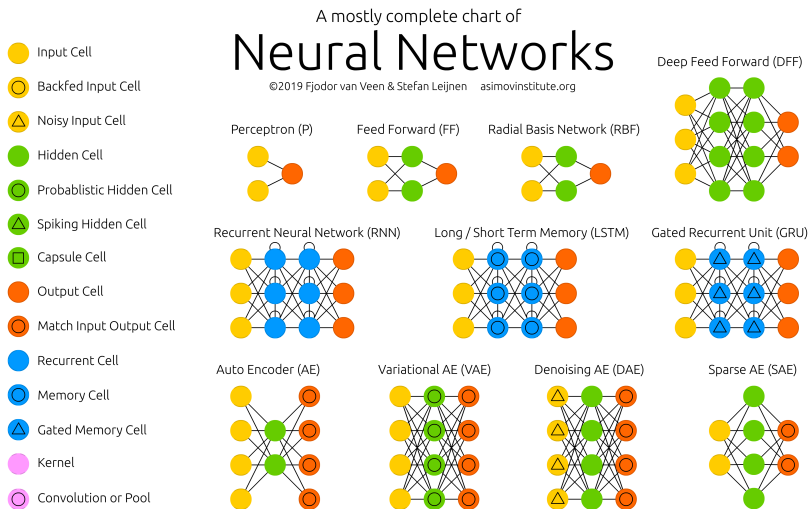 A mostly complete chart of
Neural Networks
©2019 Fjodor van Veen & Stefan Leijnen asimovinstitute.org
Input Cell
Backfed Input Cell
Noisy Input Cell
Hidden Cell
Probablistic Hidden Cell
Spiking Hidden Cell
Capsule Cell
Output Cell
Match Input Output Cell
Recurrent Cell
Memory Cell
Gated Memory Cell
Kernel
Convolution or Pool
Deep Feed Forward (DFF)
Perceptron (P)
Feed Forward (FF)
Radial Basis Network (RBF)
Recurrent Neural Network (RNN)
Long / Short Term Memory (LSTM)
Gated Recurrent Unit (GRU)
Auto Encoder (AE)
Variational AE (VAE)
Denoising AE (DAE)
Sparse AE (SAE)